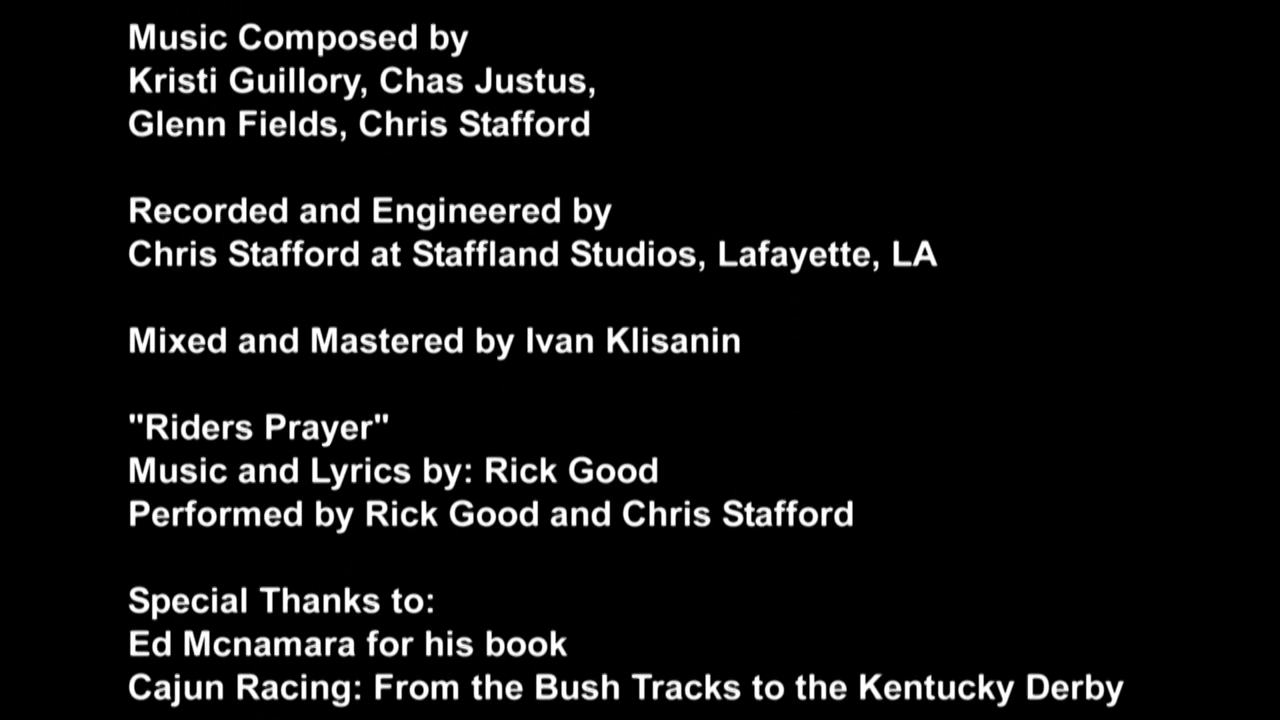 Music Composed by
Kristi Guillory, Chas Justus,
Glenn Fields, Chris Stafford
Recorded and Engineered by
Chris Stafford at Staffland Studios, Lafayette, LA
Mixed and Mastered by Ivan Klisanin
"Riders Prayer"
Music and Lyrics by: Rick Good
Performed by Rick Good and Chris Stafford
Special Thanks to:
Ed Mcnamara for his book
Cajun Racing: From the Bush Tracks to the Kentucky Derby